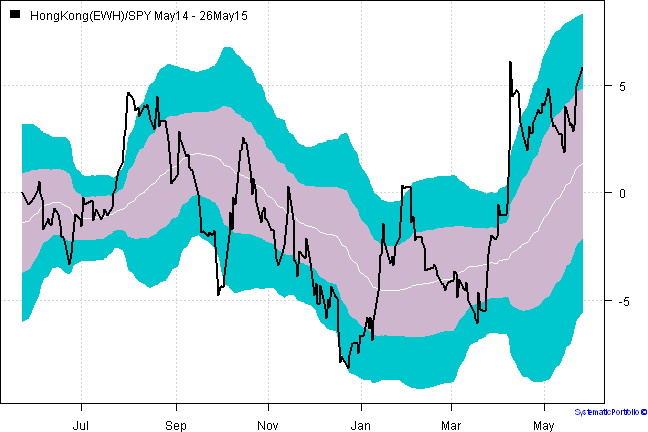 HongKong(EWH)/SPY May14 - 26May15
5
0
-5
SystematicPortfolio ©
Jul Sep Nov Jan Mar May